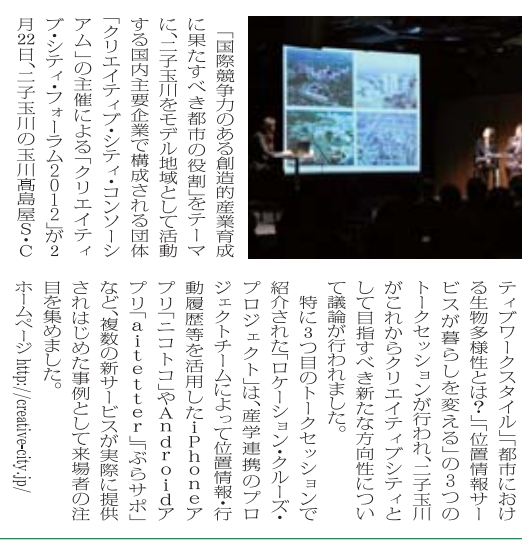 「国際競争力のある創造的産業育成
に果たすべき都市の役割」をテーマ
に、二子玉川をモデル地域として活動
する国内主要企業で構成される団体
「クリエイティブ・シティ・コンソーシ
アム」の主催による「クリエイティ
ブ・シティ・フォーラム2012」が2
月22日、二子玉川の玉川髙島屋S・C
ティブワークスタイル」「都市におけ
る生物多様性とは？」「位置情報サー
ビスが暮らしを変える」の3つの
トークセッションが行われ、二子玉川
がこれからクリエイティブシティと
して目指すべき新たな方向性につい
て議論が行われました。
特に3つ目のトークセッションで
紹介された「ロケーション・クルーズ・
プロジェクト」は、産学連携のプロ
ジェクトチームによって位置情報・行
動履歴等を活用したiPhoneア
プリ「ニコトコ」やAndroidア
プリ「aitetter」「ぶらサポ」
など、複数の新サービスが実際に提供
されはじめた事例として来場者の注
目を集めました。
ホームページ http://creative-city.jp/